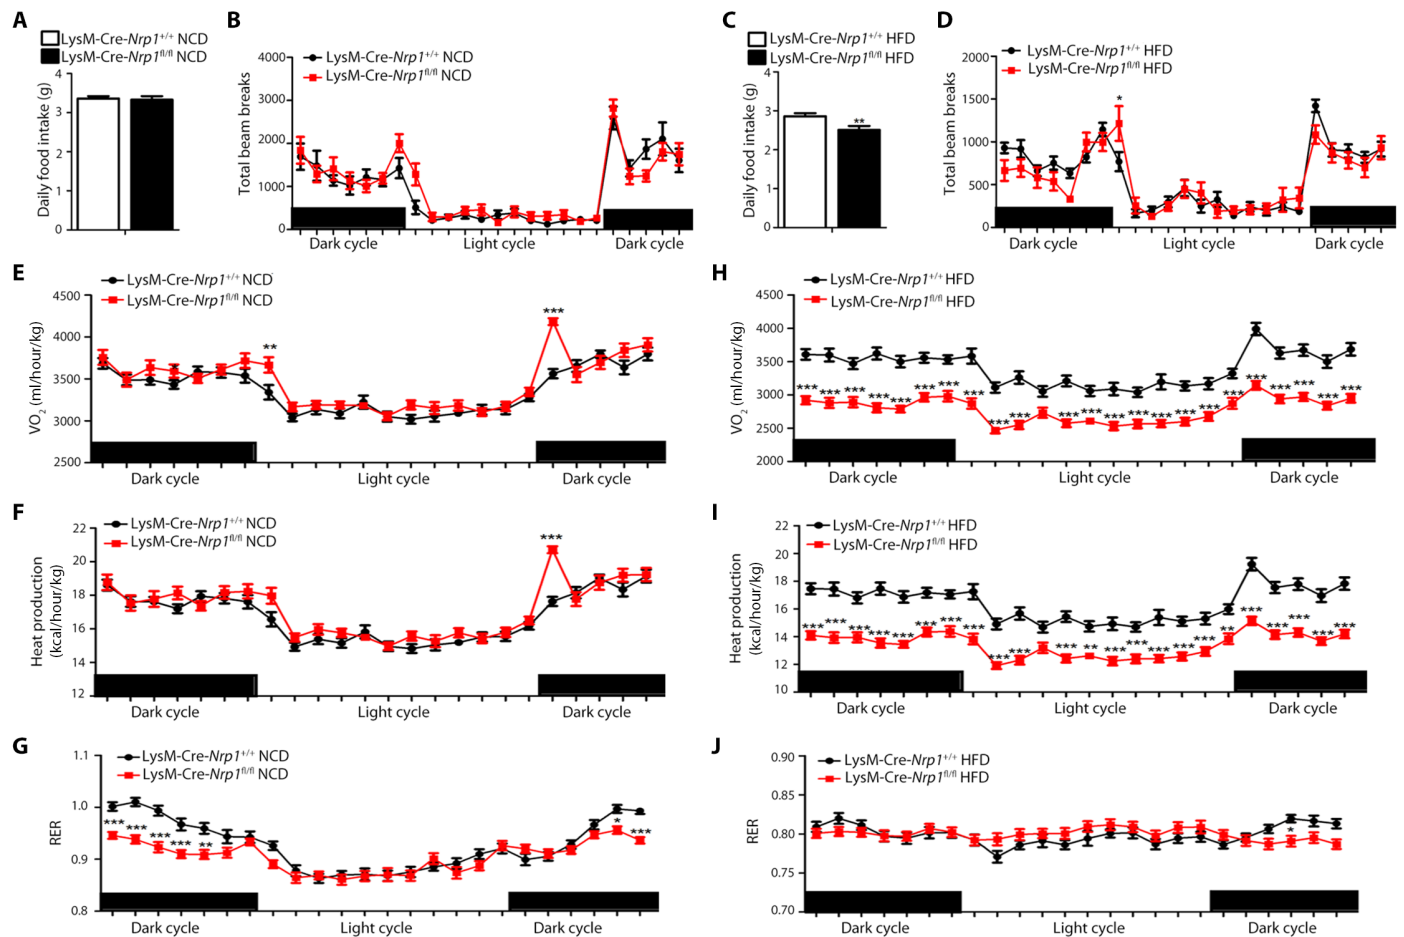 A
LysM-Cre-Nrp1+/+ NCD
LysM-Cre-Nrp1fl/fl NCD
Daily food intake (g)
4
3
2
1
0
B
LysM-Cre-Nrp1+/+ NCD
LysM-Cre-Nrp1fl/fl NCD
Total beam breaks
4000
3000
2000
1000
0
Dark cycle
Light cycle
Dark cycle
C
LysM-Cre-Nrp1+/+ HFD
LysM-Cre-Nrp1fl/fl HFD
Daily food intake (g)
4
3
2
1
0
**
D
LysM-Cre-Nrp1+/+ HFD
LysM-Cre-Nrp1fl/fl HFD
Total beam breaks
2000
1500
1000
500
0
*
Dark cycle
Light cycle
Dark cycle
E
LysM-Cre-Nrp1+/+ NCD
LysM-Cre-Nrp1fl/fl NCD
VO2 (ml/hour/kg)
4500
4000
3500
3000
2500
**
***
Dark cycle
Light cycle
Dark cycle
H
LysM-Cre-Nrp1+/+ HFD
LysM-Cre-Nrp1fl/fl HFD
VO2 (ml/hour/kg)
4500
4000
3500
3000
2500
2000
*** *** *** *** *** *** *** *** *** *** *** *** *** *** *** *** *** *** *** *** *** *** ***
Dark cycle
Light cycle
Dark cycle
F
LysM-Cre-Nrp1+/+ NCD
LysM-Cre-Nrp1fl/fl NCD
Heat production
(kcal/hour/kg)
22
20
18
16
14
12
***
Dark cycle
Light cycle
Dark cycle
I
LysM-Cre-Nrp1+/+ HFD
LysM-Cre-Nrp1fl/fl HFD
Heat production
(kcal/hour/kg)
22
20
18
16
14
12
10
*** *** *** *** *** *** *** *** *** *** *** ** *** *** *** *** *** ** *** *** *** *** ***
Dark cycle
Light cycle
Dark cycle
G
LysM-Cre-Nrp1+/+ NCD
LysM-Cre-Nrp1fl/fl NCD
RER
1.1
1.0
0.9
0.8
*** *** *** *** ** * ***
Dark cycle
Light cycle
Dark cycle
J
LysM-Cre-Nrp1+/+ HFD
LysM-Cre-Nrp1fl/fl HFD
RER
0.90
0.85
0.80
0.75
0.70
*
Dark cycle
Light cycle
Dark cycle